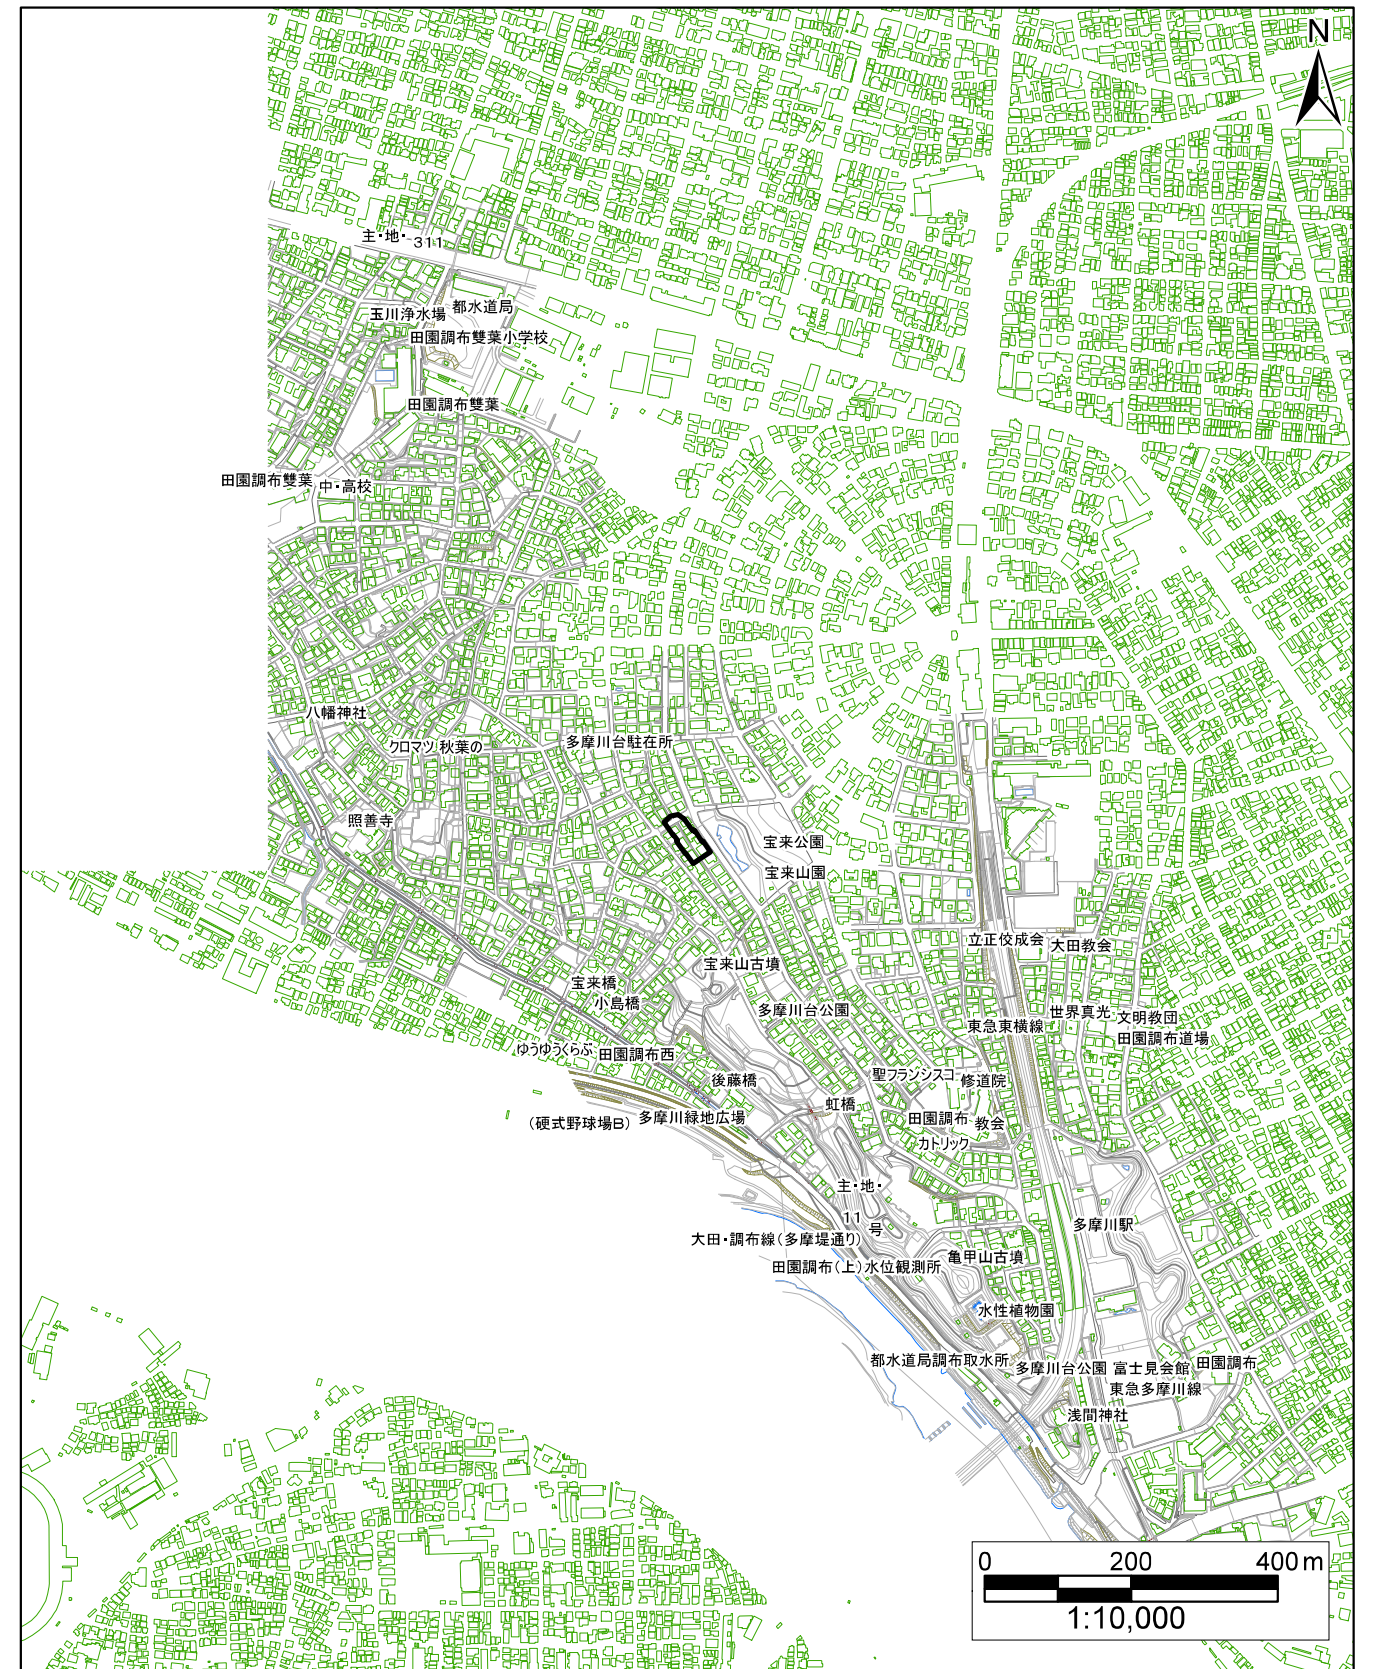 N
主・地・311
玉川浄水場
都水道局
田園調布雙葉小学校
田園調布雙葉
田園調布雙葉
中・高校
八幡神社
クロマツ
秋葉の
多摩川台駐在所
照善寺
宝来公園
宝来山園
立正佼成会
大田教会
宝来山古墳
宝来橋
小島橋
多摩川台公園
世界真光
文明教団
東急東横線
田園調布道場
ゆうゆうくらぶ
田園調布西
後藤橋
聖フランシスコ
修道院
虹橋
(硬式野球場B)
多摩川緑地広場
田園調布
教会
カトリック
主・地・
11
号
多摩川駅
大田・調布線(多摩堤通り)
亀甲山古墳
田園調布(上)水位観測所
水性植物園
都水道局調布取水所
多摩川台公園
富士見会館
田園調布
東急多摩川線
浅間神社
0 200 400m
1:10,000